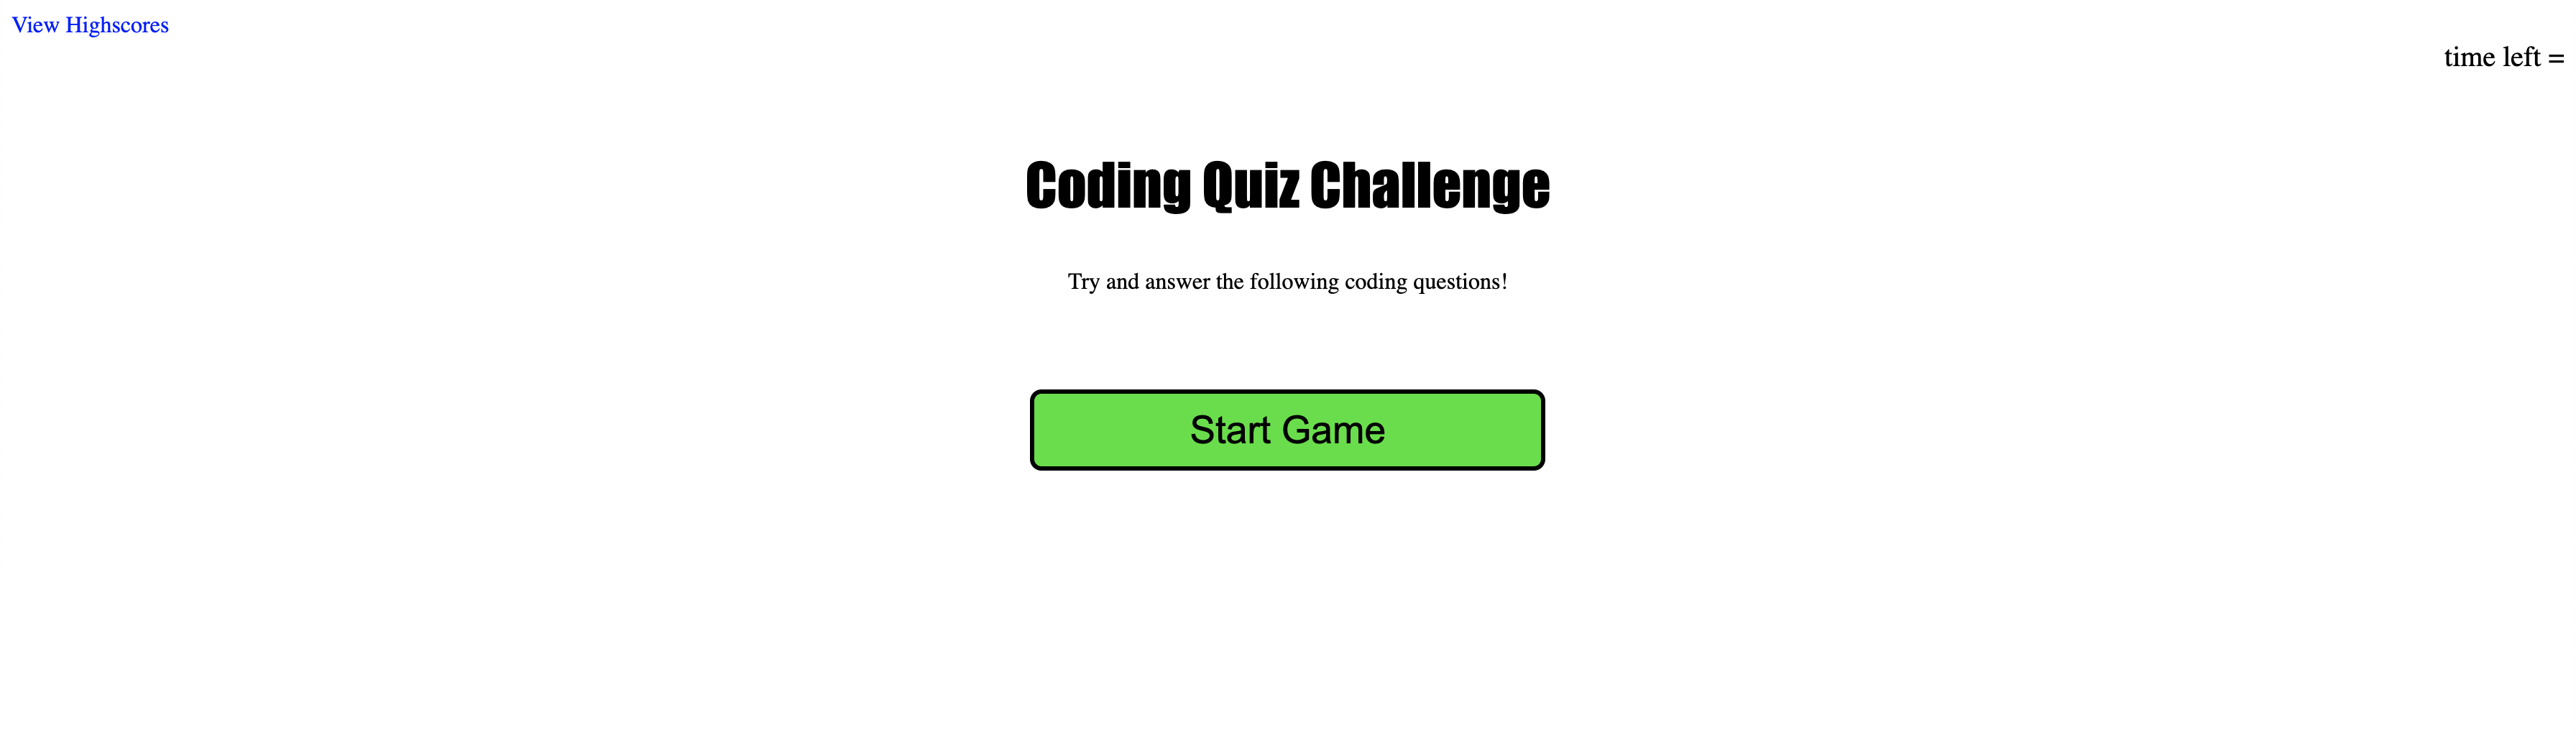 View Highscores
time left =
Coding Quiz Challenge
Try and answer the following coding questions!
Start Game